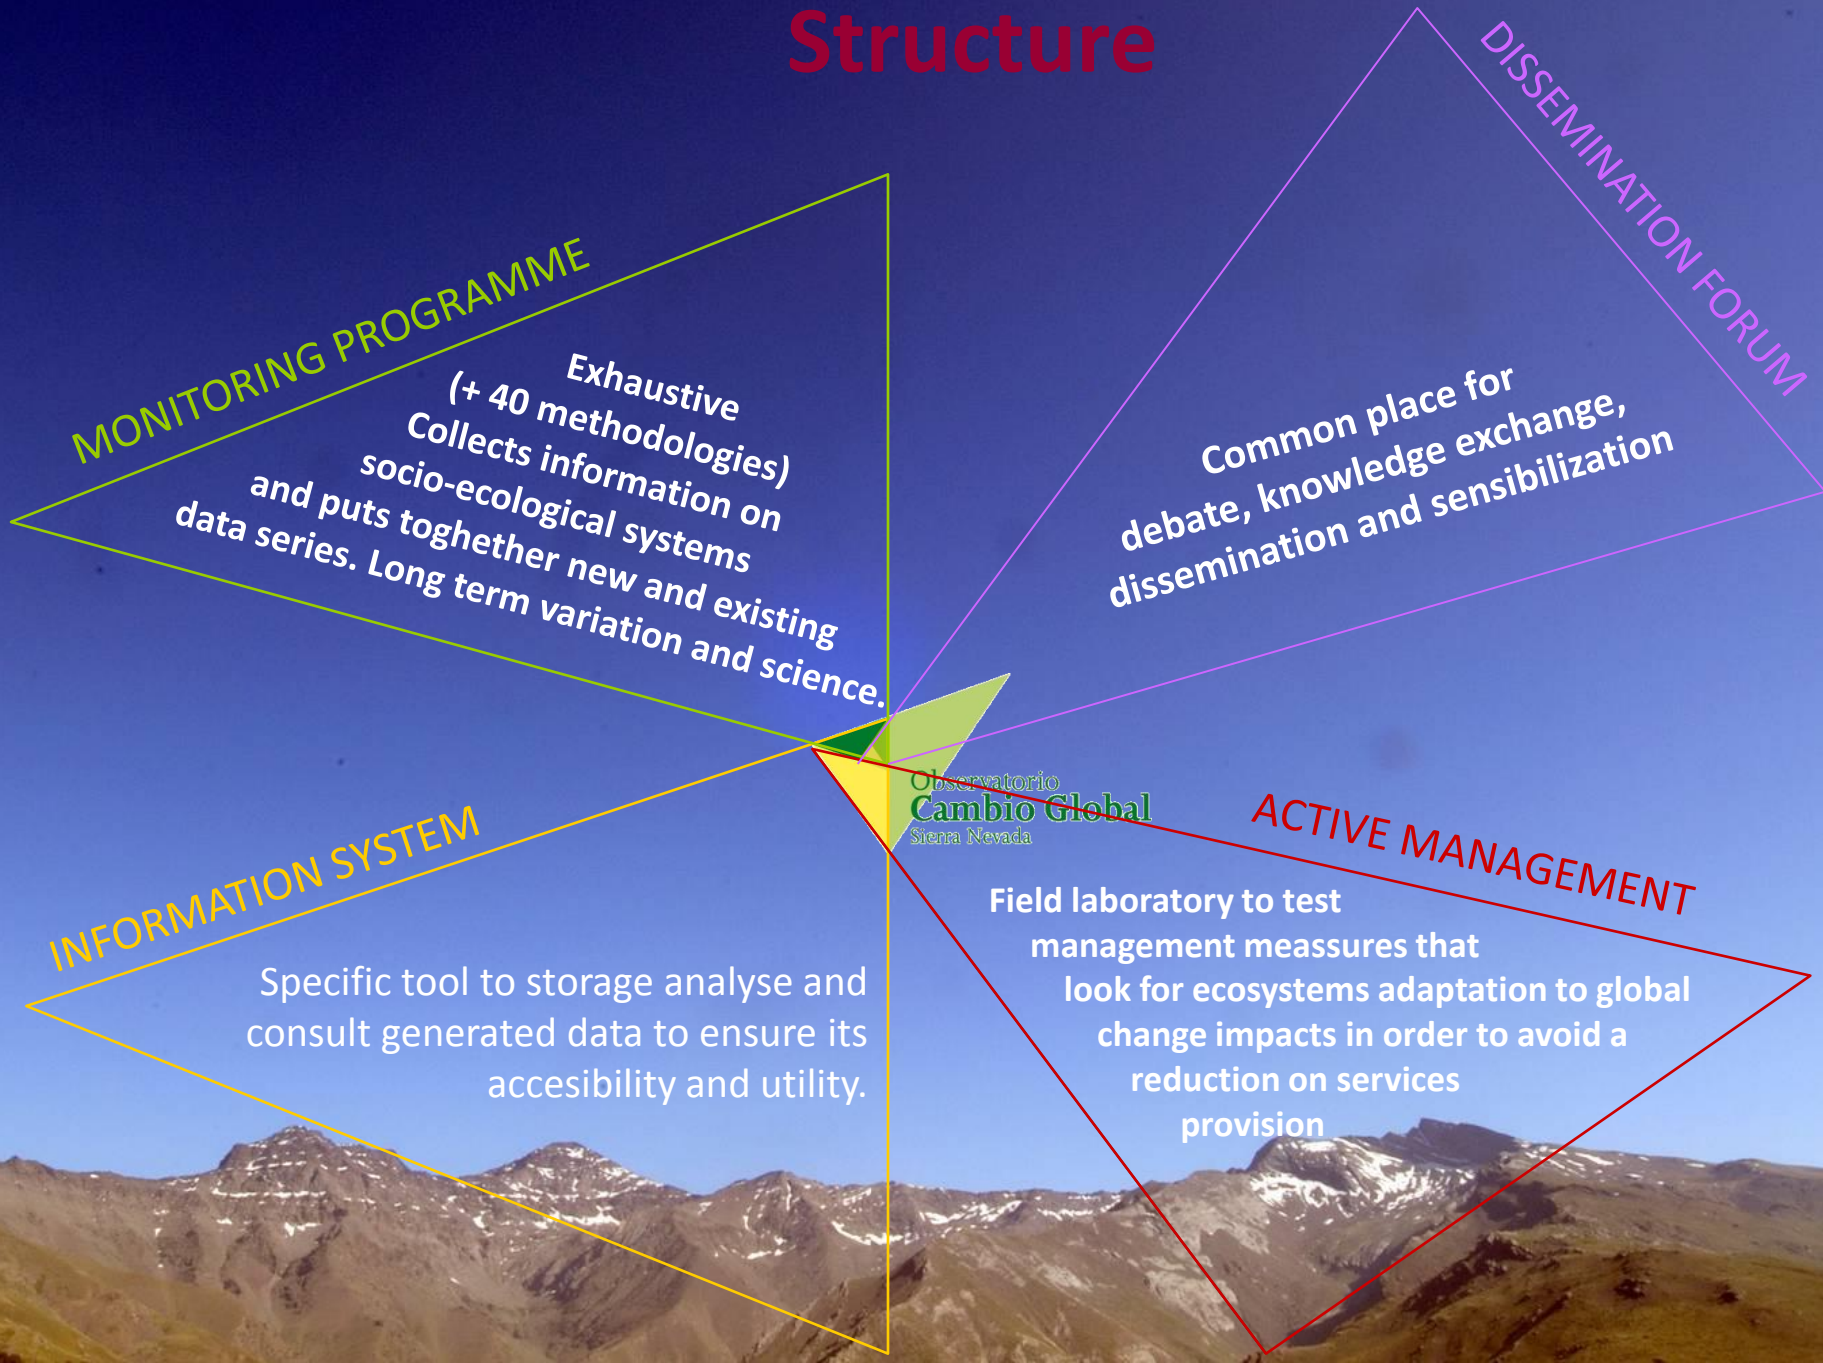 Structure
MONITORING PROGRAMME
Exhaustive
(+ 40 methodologies)
Collects information on
socio-ecological systems
and puts toghether new and existing
data series. Long term variation and science.
DISSEMINATION FORUM
Common place for
debate, knowledge exchange,
dissemination and sensibilization
Observatorio
Cambio Global
Sierra Nevada
INFORMATION SYSTEM
Specific tool to storage analyse and
consult generated data to ensure its
accesibility and utility.
ACTIVE MANAGEMENT
Field laboratory to test
management meassures that
look for ecosystems adaptation to global
change impacts in order to avoid a
reduction on services
provision